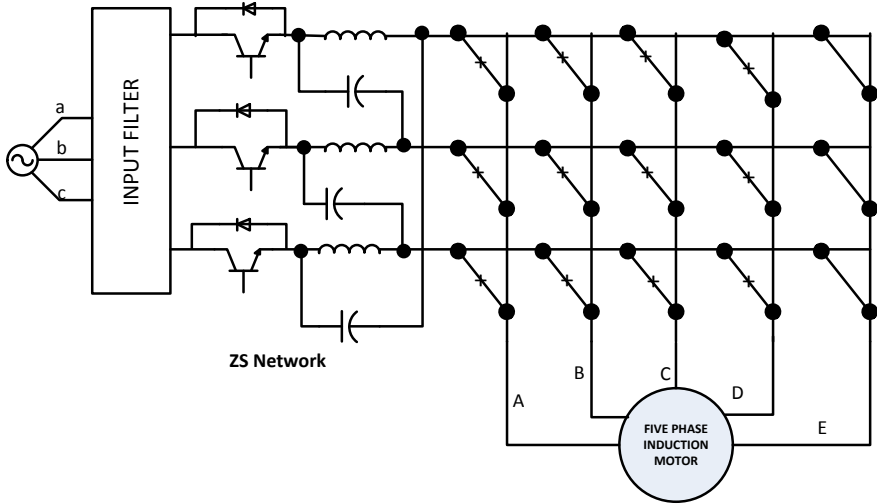 a
b
c
INPUT FILTER
ZS Network
A
B
C
D
E
FIVE PHASE
INDUCTION
MOTOR